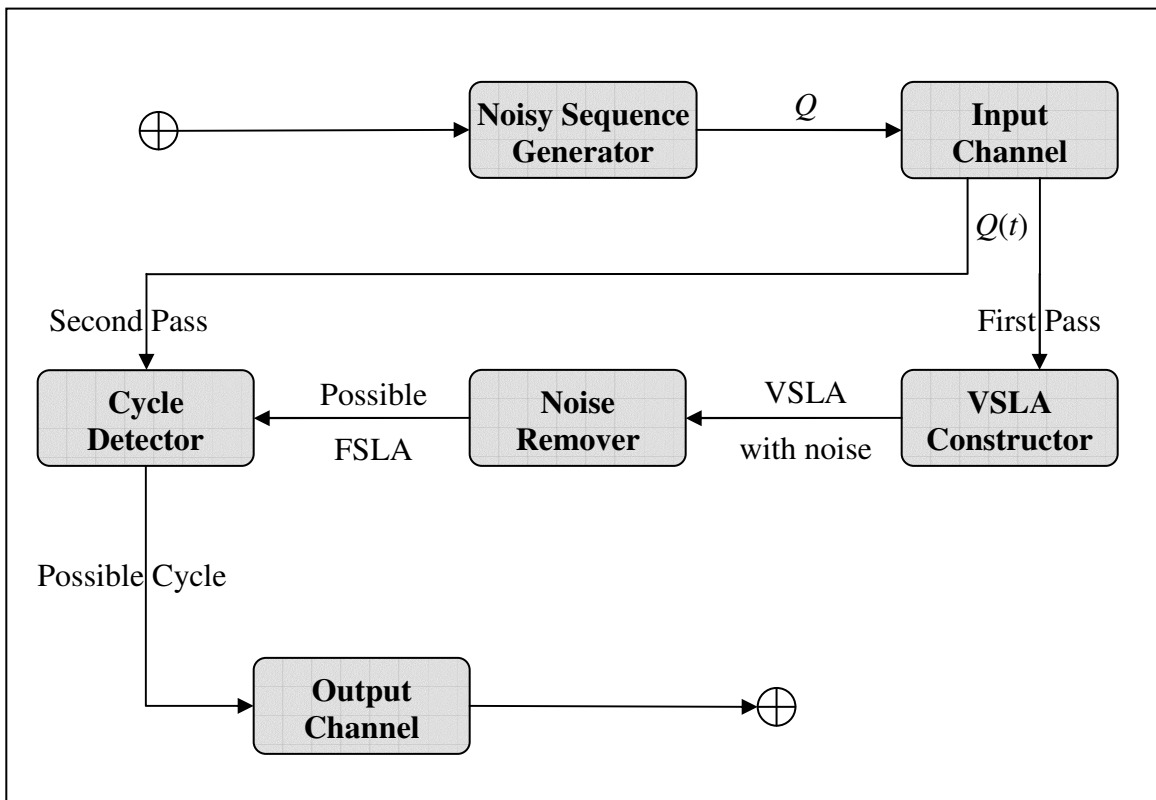 Noisy Sequence
Generator
Q
Input
Channel
Q(t)
Second Pass
First Pass
Cycle
Detector
Possible
FSLA
Noise
Remover
VSLA
with noise
VSLA
Constructor
Possible Cycle
Output
Channel